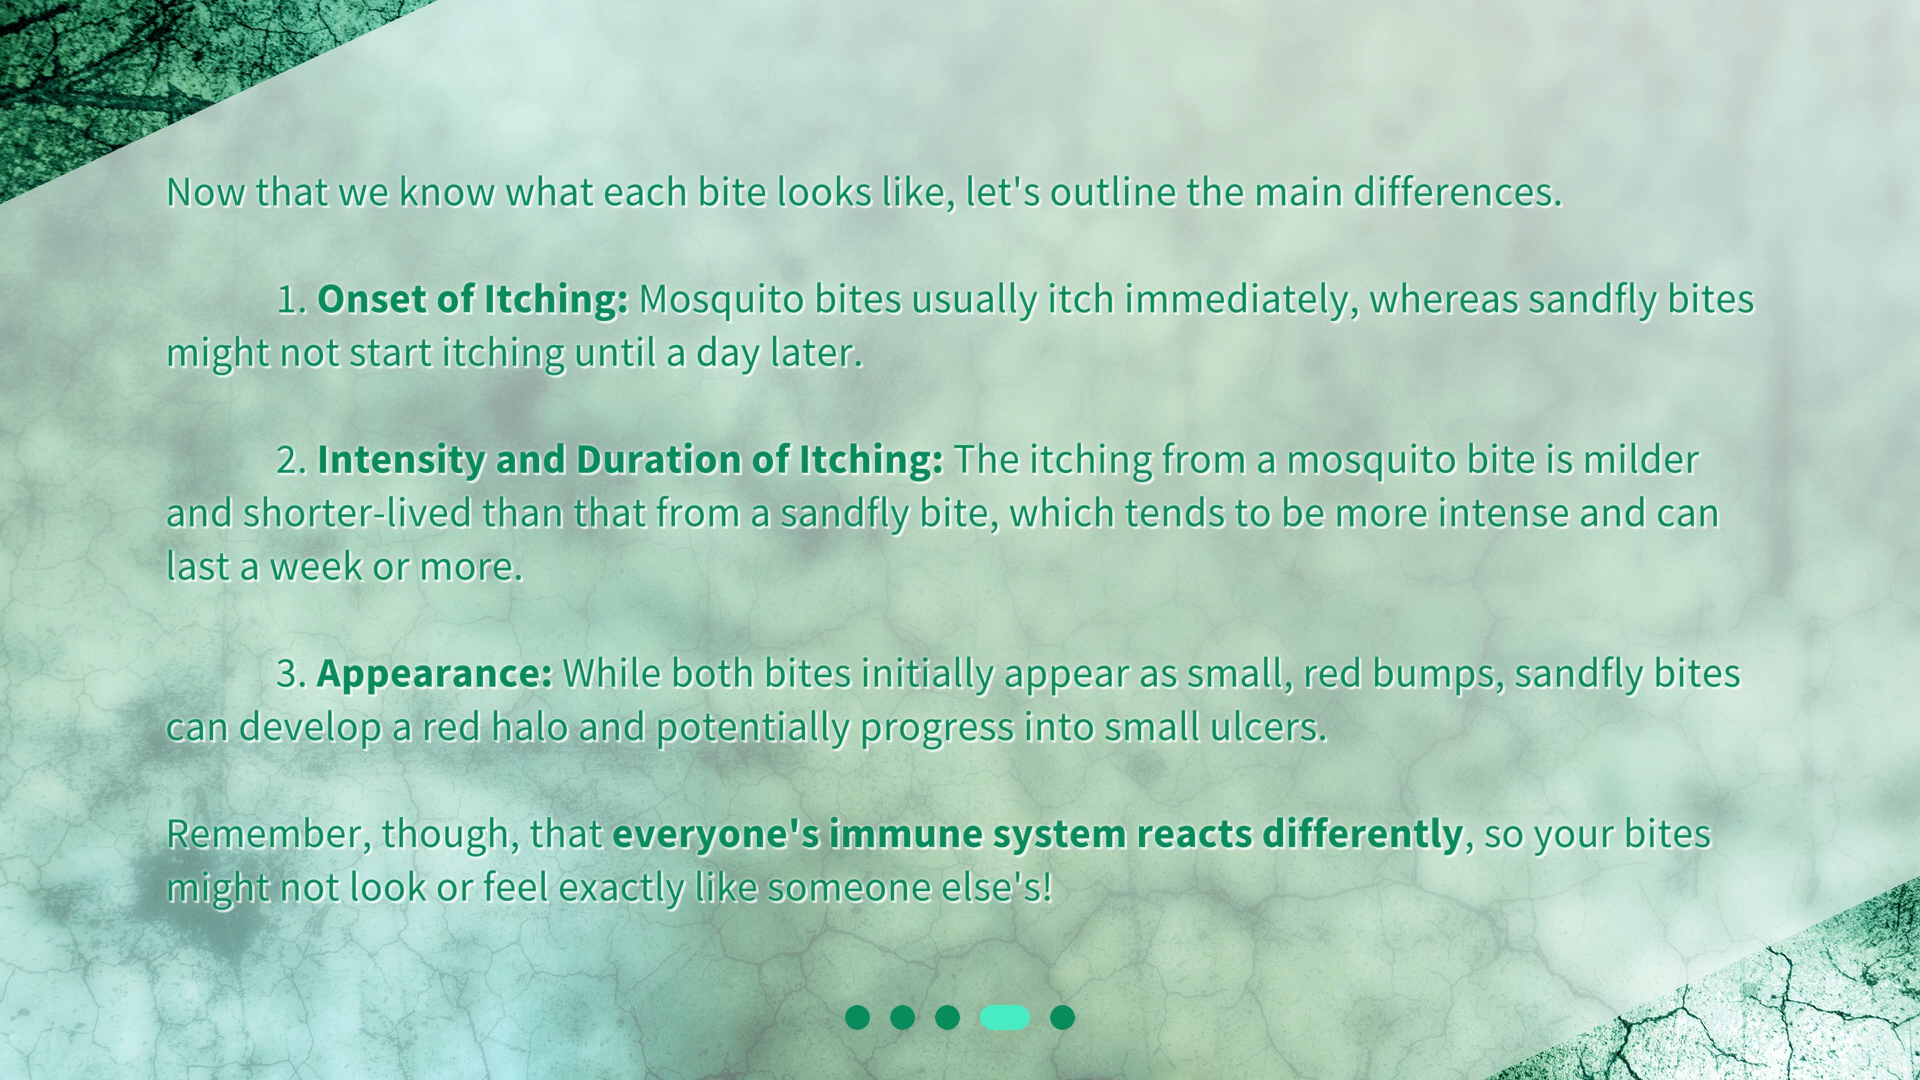 Now that we know what each bite looks like, let's outline the main differences.
1. Onset of Itching: Mosquito bites usually itch immediately, whereas sandfly bites
might not start itching until a day later.
2. Intensity and Duration of Itching: The itching from a mosquito bite is milder
and shorter-lived than that from a sandfly bite, which tends to be more intense and can
last a week or more.
3. Appearance: While both bites initially appear as small, red bumps, sandfly bites
can develop a red halo and potentially progress into small ulcers.
Remember, though, that everyone's immune system reacts differently, so your bites
might not look or feel exactly like someone else's!